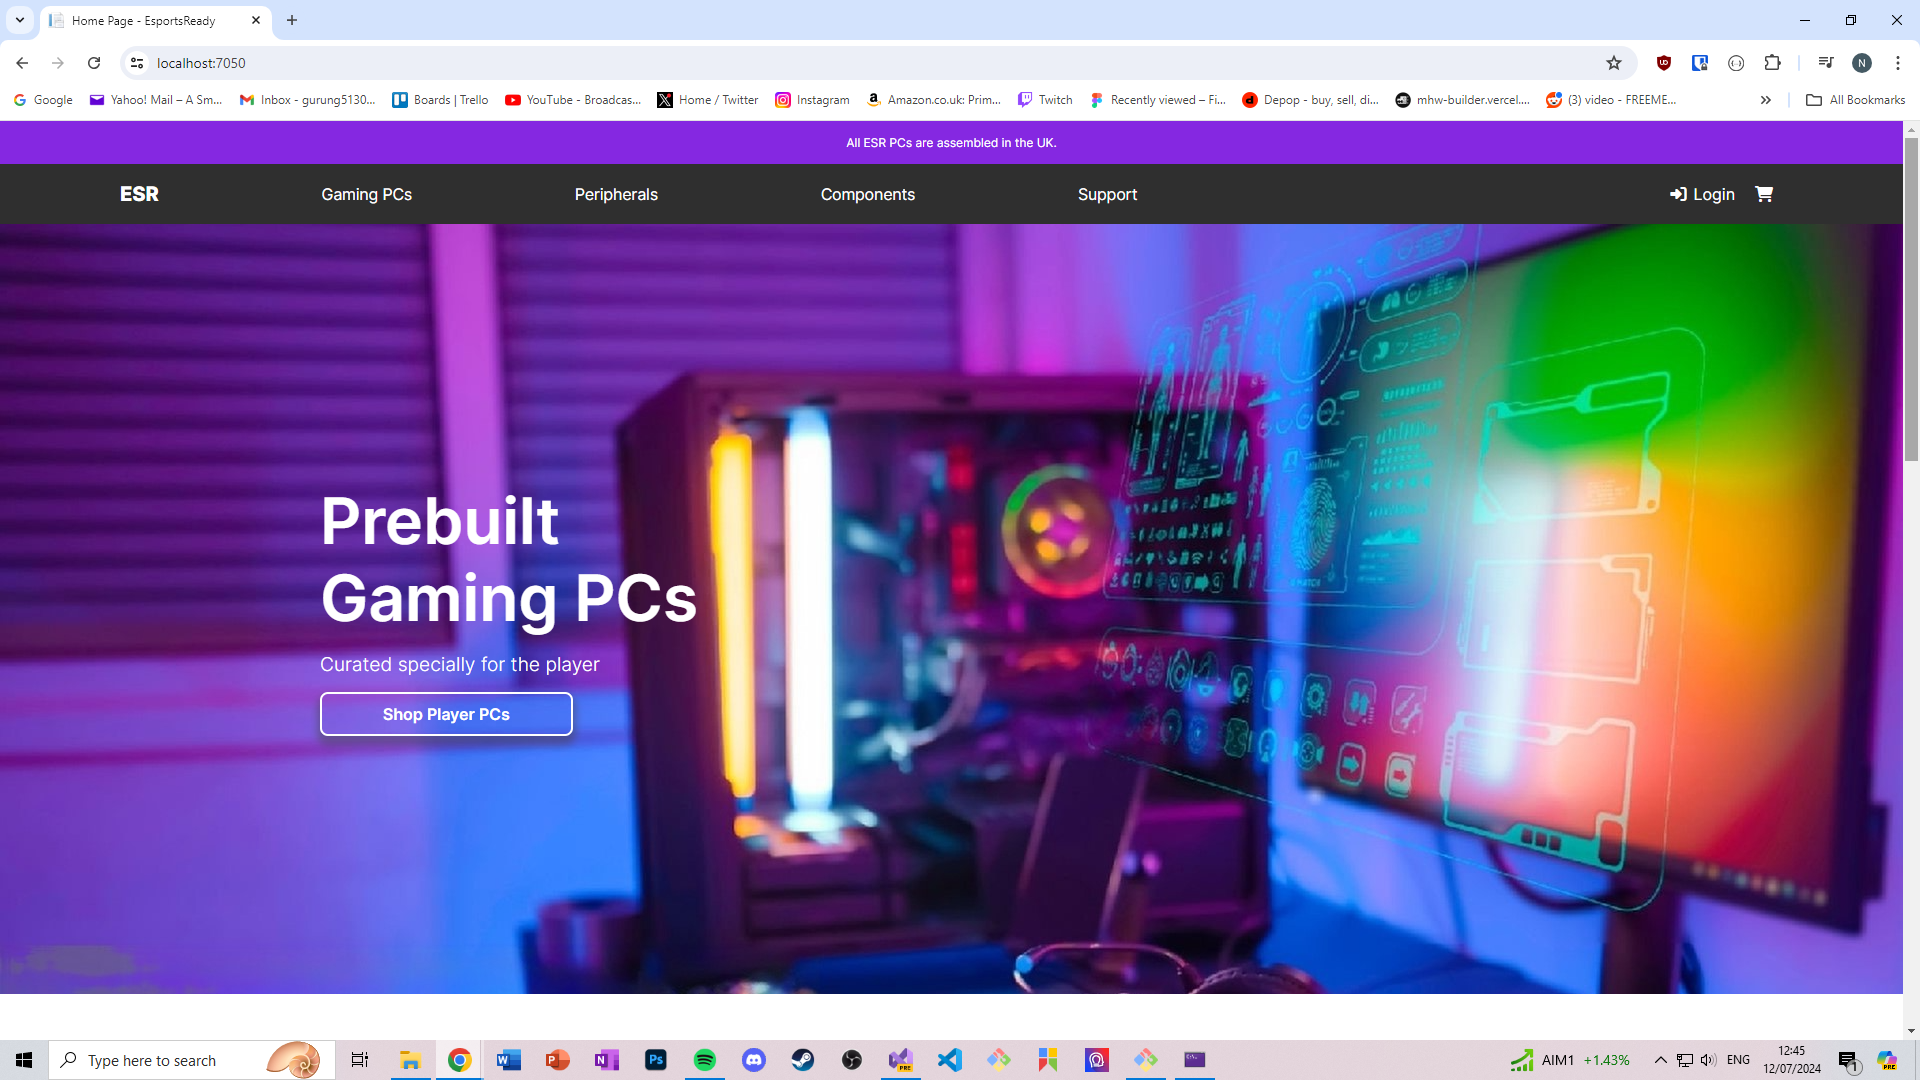 Home Page - EsportsReady
localhost:7050
N
Google
Yahoo! Mail – A Sm...
Inbox - gurung5130...
Boards | Trello
YouTube - Broadcas...
Home / Twitter
Instagram
Amazon.co.uk: Prim...
Twitch
Recently viewed – Fi...
Depop - buy, sell, di...
mhw-builder.vercel....
(3) video - FREEME...
All Bookmarks
All ESR PCs are assembled in the UK.
ESR
Gaming PCs
Peripherals
Components
Support
Login
Prebuilt
Gaming PCs
Curated specially for the player
Shop Player PCs
Type here to search
AIM1 +1.43%
ENG
12:45
12/07/2024
1